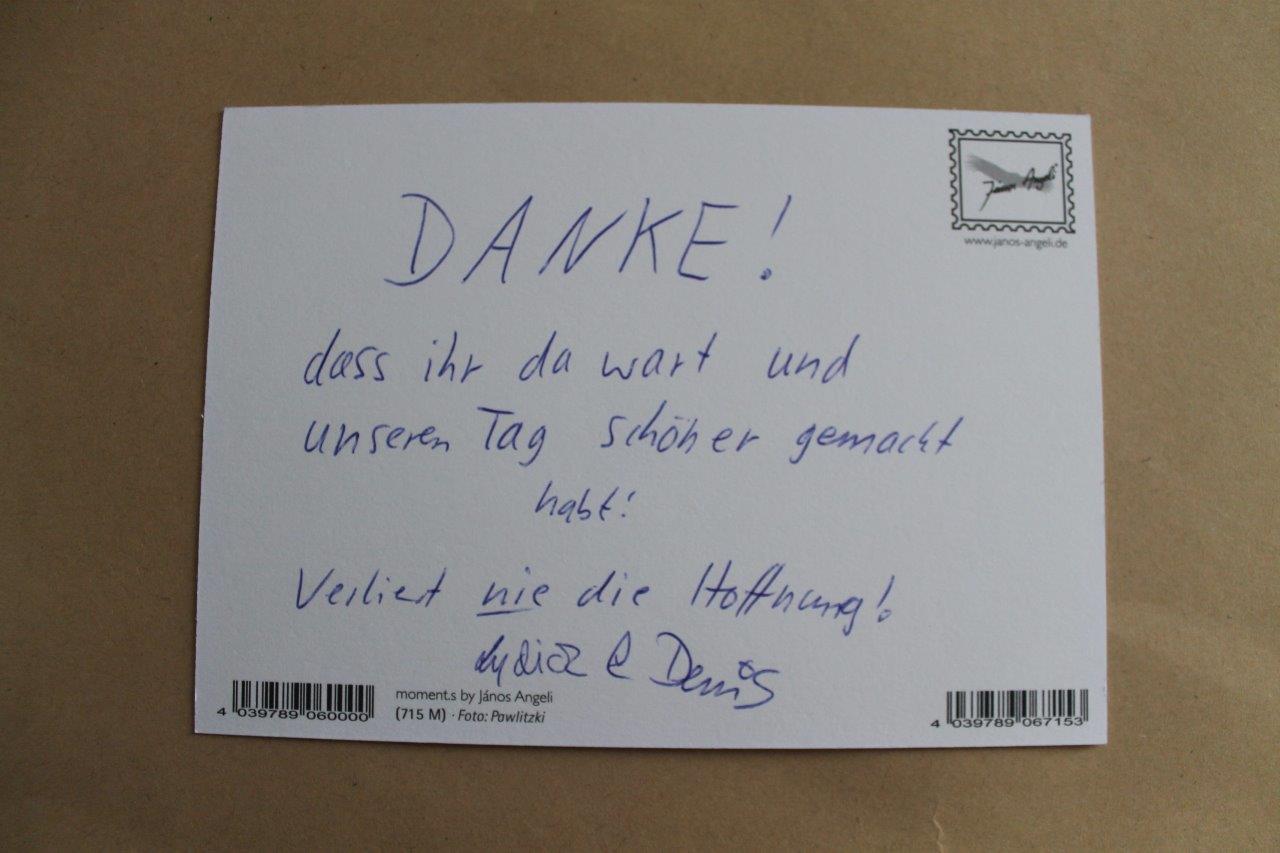 János Angeli
www.janos-angeli.de
DANKE!
dass ihr da wart und
unseren Tag schöner gemacht
habt!
Verliert nie die Hoffnung!
Lydia & Denis
moment.s by János Angeli
(715 M) · Foto: Pawlitzki
4 039789 060000
4 039789 067153